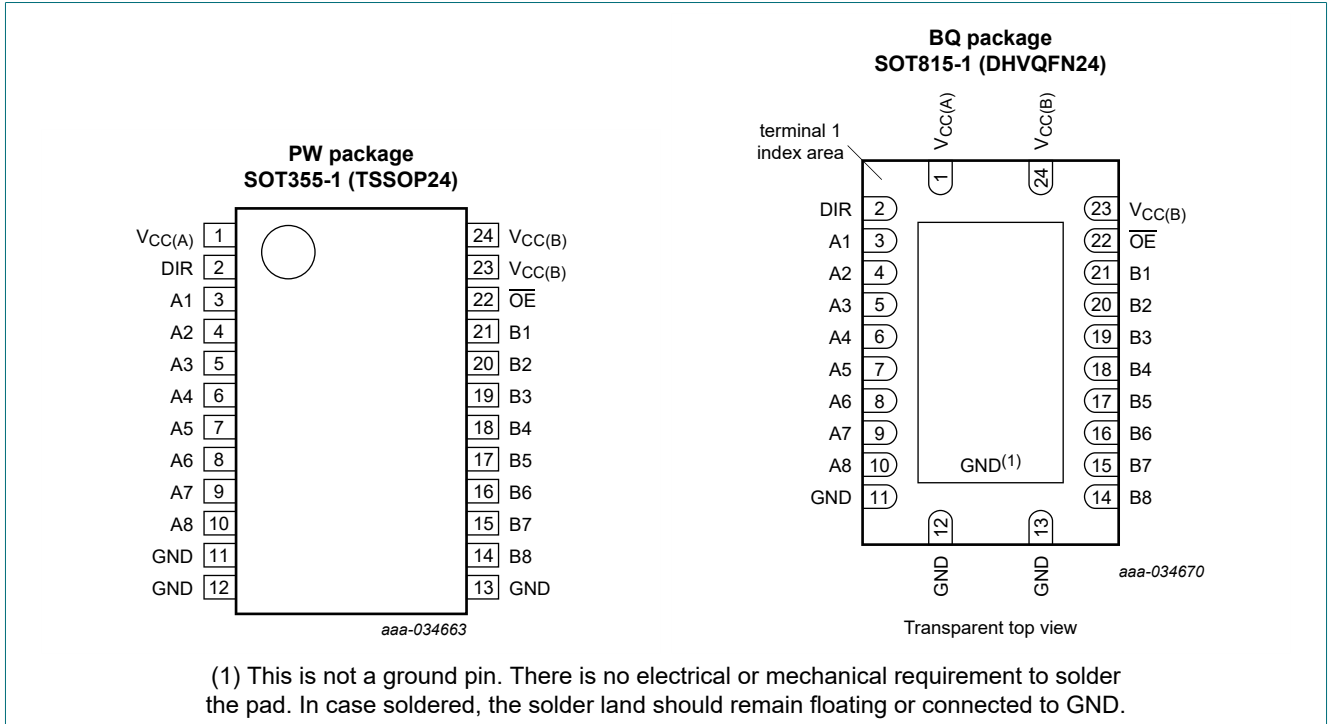 PW package
SOT355-1 (TSSOP24)
VCC(A) 1
DIR 2
A1 3
A2 4
A3 5
A4 6
A5 7
A6 8
A7 9
A8 10
GND 11
GND 12
24 VCC(B)
23 VCC(B)
22 OE
21 B1
20 B2
19 B3
18 B4
17 B5
16 B6
15 B7
14 B8
13 GND
aaa-034663
BQ package
SOT815-1 (DHVQFN24)
terminal 1
index area
VCC(A)
1
VCC(B)
24
DIR 2
A1 3
A2 4
A3 5
A4 6
A5 7
A6 8
A7 9
A8 10
GND 11
23 VCC(B)
22 OE
21 B1
20 B2
19 B3
18 B4
17 B5
16 B6
15 B7
14 B8
GND(1)
12
GND
13
GND
aaa-034670
Transparent top view
(1) This is not a ground pin. There is no electrical or mechanical requirement to solder
the pad. In case soldered, the solder land should remain floating or connected to GND.